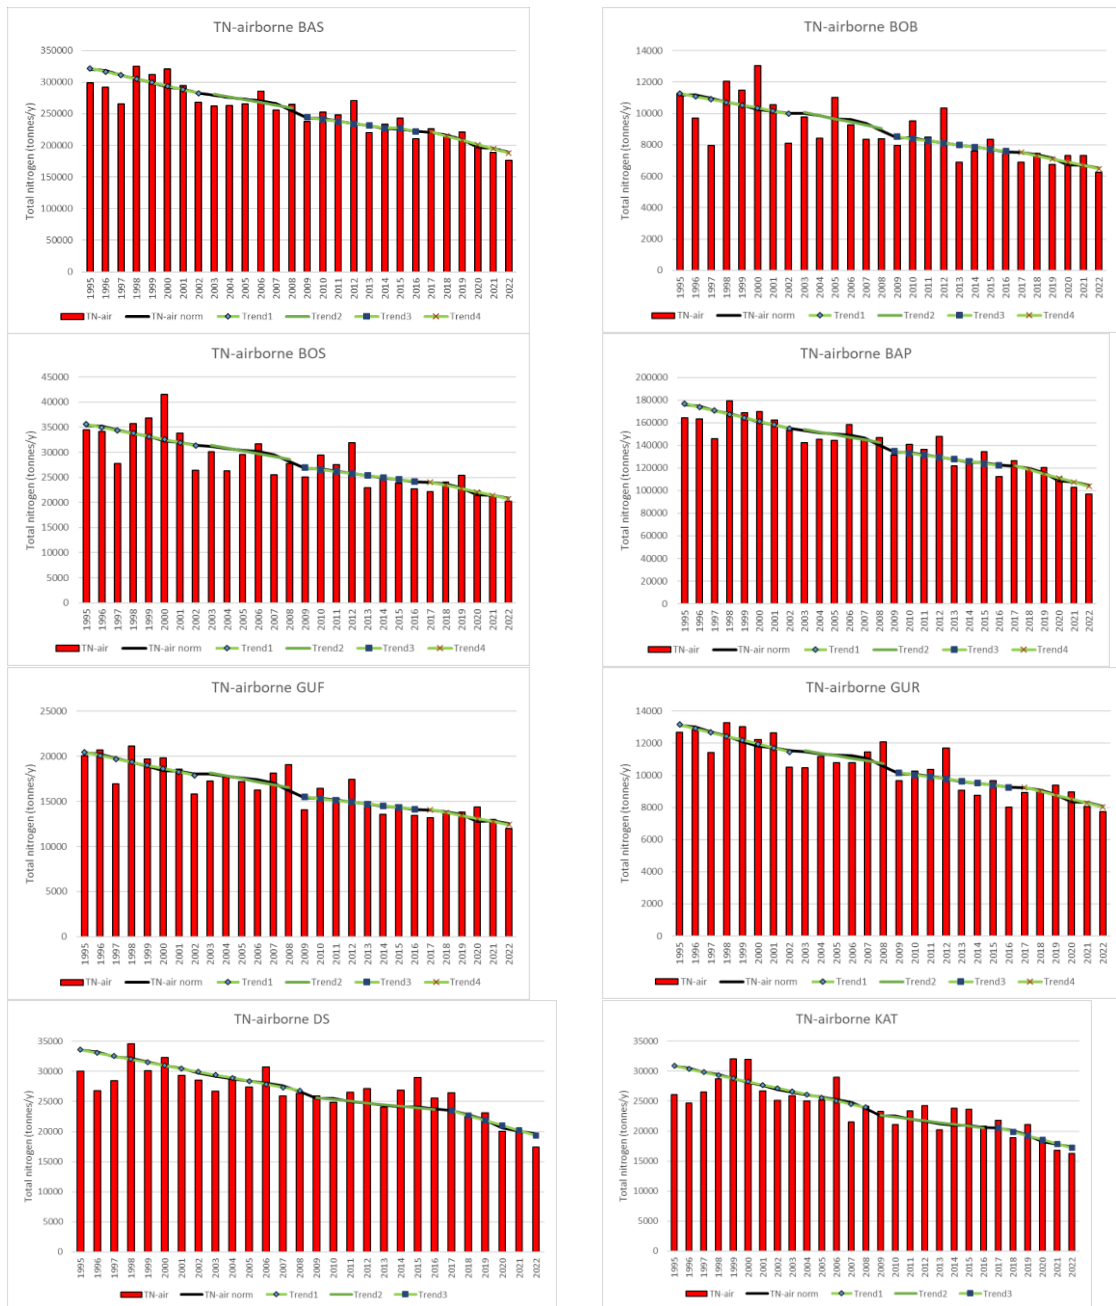 TN-airborne BAS
Total nitrogen (tonnes/y)
350000
300000
250000
200000
150000
100000
50000
0
1995 1996 1997 1998 1999 2000 2001 2002 2003 2004 2005 2006 2007 2008 2009 2010 2011 2012 2013 2014 2015 2016 2017 2018 2019 2020 2021 2022
TN-air TN-air norm Trend1 Trend2 Trend3 Trend4
TN-airborne BOB
Total nitrogen (tonnes/y)
14000
12000
10000
8000
6000
4000
2000
0
1995 1996 1997 1998 1999 2000 2001 2002 2003 2004 2005 2006 2007 2008 2009 2010 2011 2012 2013 2014 2015 2016 2017 2018 2019 2020 2021 2022
TN-air TN-air norm Trend1 Trend2 Trend3 Trend4
TN-airborne BOS
Total nitrogen (tonnes/y)
45000
40000
35000
30000
25000
20000
15000
10000
5000
0
1995 1996 1997 1998 1999 2000 2001 2002 2003 2004 2005 2006 2007 2008 2009 2010 2011 2012 2013 2014 2015 2016 2017 2018 2019 2020 2021 2022
TN-air TN-air norm Trend1 Trend2 Trend3 Trend4
TN-airborne BAP
Total nitrogen (tonnes/y)
200000
180000
160000
140000
120000
100000
80000
60000
40000
20000
0
1995 1996 1997 1998 1999 2000 2001 2002 2003 2004 2005 2006 2007 2008 2009 2010 2011 2012 2013 2014 2015 2016 2017 2018 2019 2020 2021 2022
TN-air TN-air norm Trend1 Trend2 Trend3 Trend4
TN-airborne GUF
Total nitrogen (tonnes/y)
25000
20000
15000
10000
5000
0
1995 1996 1997 1998 1999 2000 2001 2002 2003 2004 2005 2006 2007 2008 2009 2010 2011 2012 2013 2014 2015 2016 2017 2018 2019 2020 2021 2022
TN-air TN-air norm Trend1 Trend2 Trend3 Trend4
TN-airborne GUR
Total nitrogen (tonnes/y)
14000
12000
10000
8000
6000
4000
2000
0
1995 1996 1997 1998 1999 2000 2001 2002 2003 2004 2005 2006 2007 2008 2009 2010 2011 2012 2013 2014 2015 2016 2017 2018 2019 2020 2021 2022
TN-air TN-air norm Trend1 Trend2 Trend3 Trend4
TN-airborne DS
Total nitrogen (tonnes/y)
35000
30000
25000
20000
15000
10000
5000
0
1995 1996 1997 1998 1999 2000 2001 2002 2003 2004 2005 2006 2007 2008 2009 2010 2011 2012 2013 2014 2015 2016 2017 2018 2019 2020 2021 2022
TN-air TN-air norm Trend1 Trend2 Trend3
TN-airborne KAT
Total nitrogen (tonnes/y)
35000
30000
25000
20000
15000
10000
5000
0
1995 1996 1997 1998 1999 2000 2001 2002 2003 2004 2005 2006 2007 2008 2009 2010 2011 2012 2013 2014 2015 2016 2017 2018 2019 2020 2021 2022
TN-air TN-air norm Trend1 Trend2 Trend3